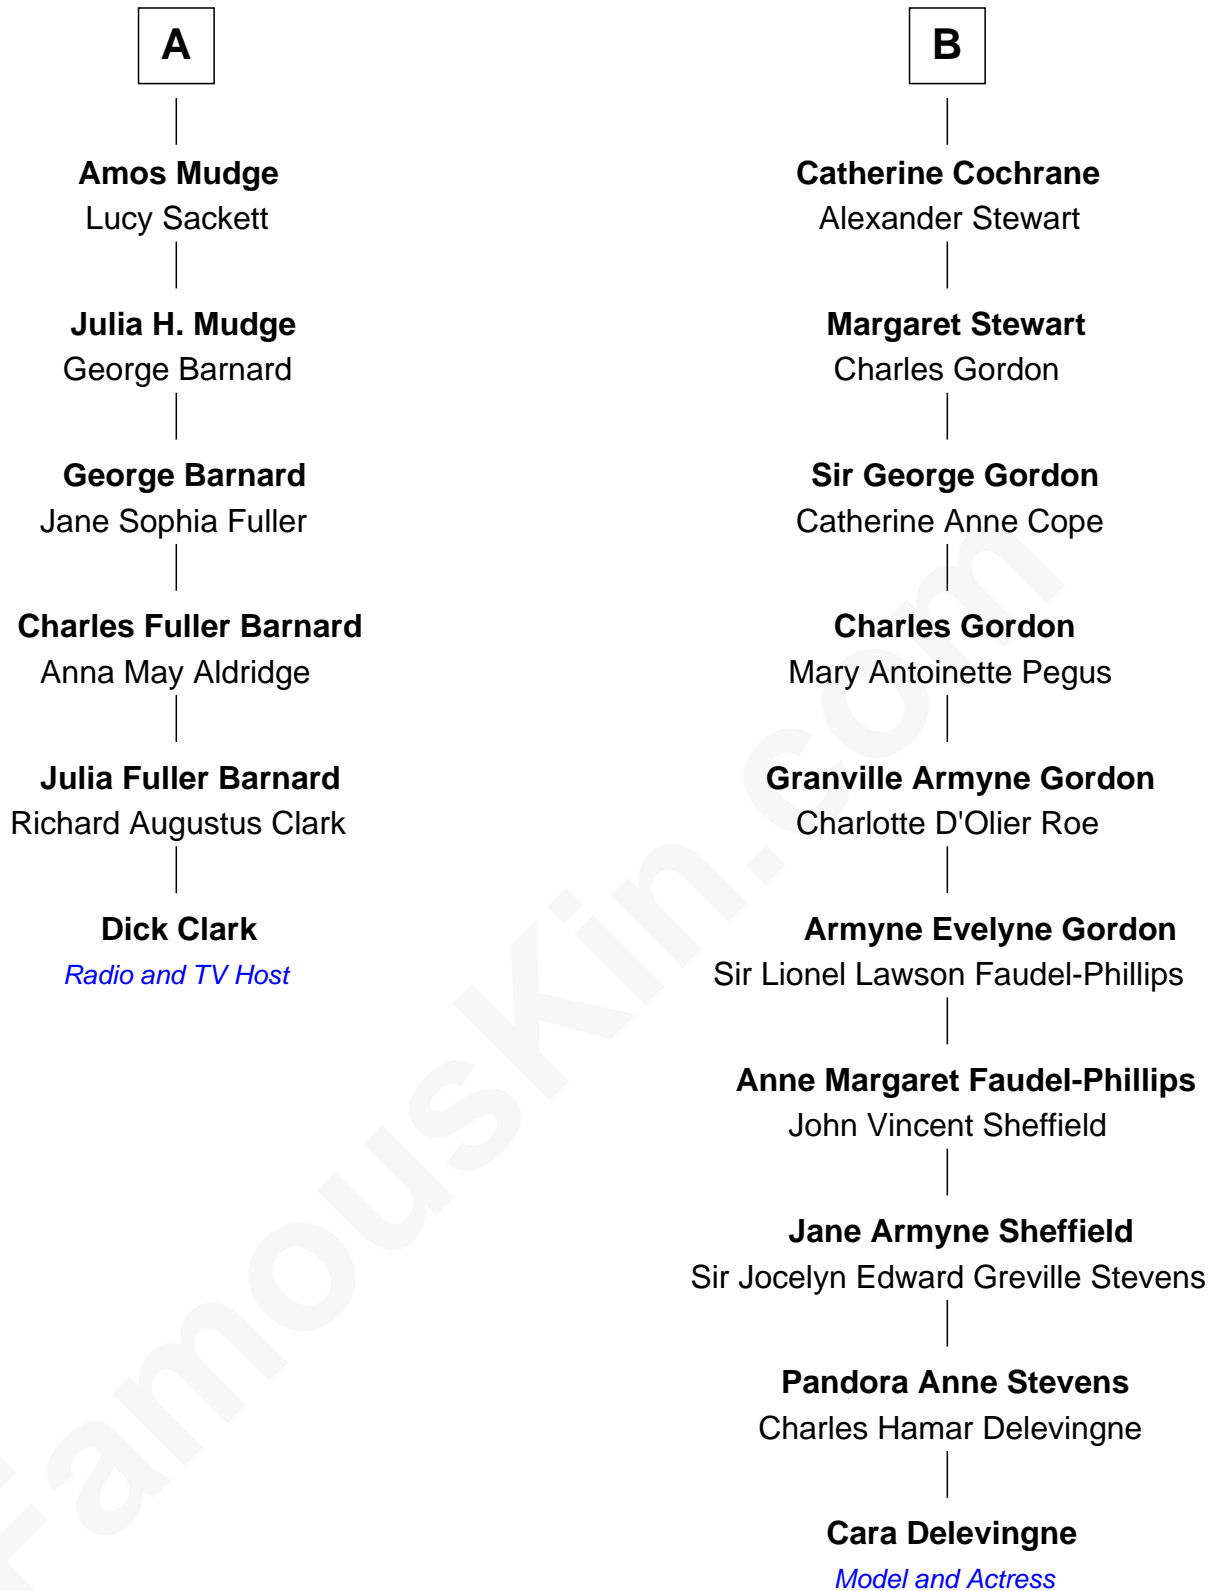 A
Amos Mudge
Lucy Sackett
Julia H. Mudge
George Barnard
George Barnard
Jane Sophia Fuller
Charles Fuller Barnard
Anna May Aldridge
Julia Fuller Barnard
Richard Augustus Clark
Dick Clark
Radio and TV Host
B
Catherine Cochrane
Alexander Stewart
Margaret Stewart
Charles Gordon
Sir George Gordon
Catherine Anne Cope
Charles Gordon
Mary Antoinette Pegus
Granville Armyne Gordon
Charlotte D'Olier Roe
Armyne Evelyne Gordon
Sir Lionel Lawson Faudel-Phillips
Anne Margaret Faudel-Phillips
John Vincent Sheffield
Jane Armyne Sheffield
Sir Jocelyn Edward Greville Stevens
Pandora Anne Stevens
Charles Hamar Delevingne
Cara Delevingne
Model and Actress
FamousKin.com